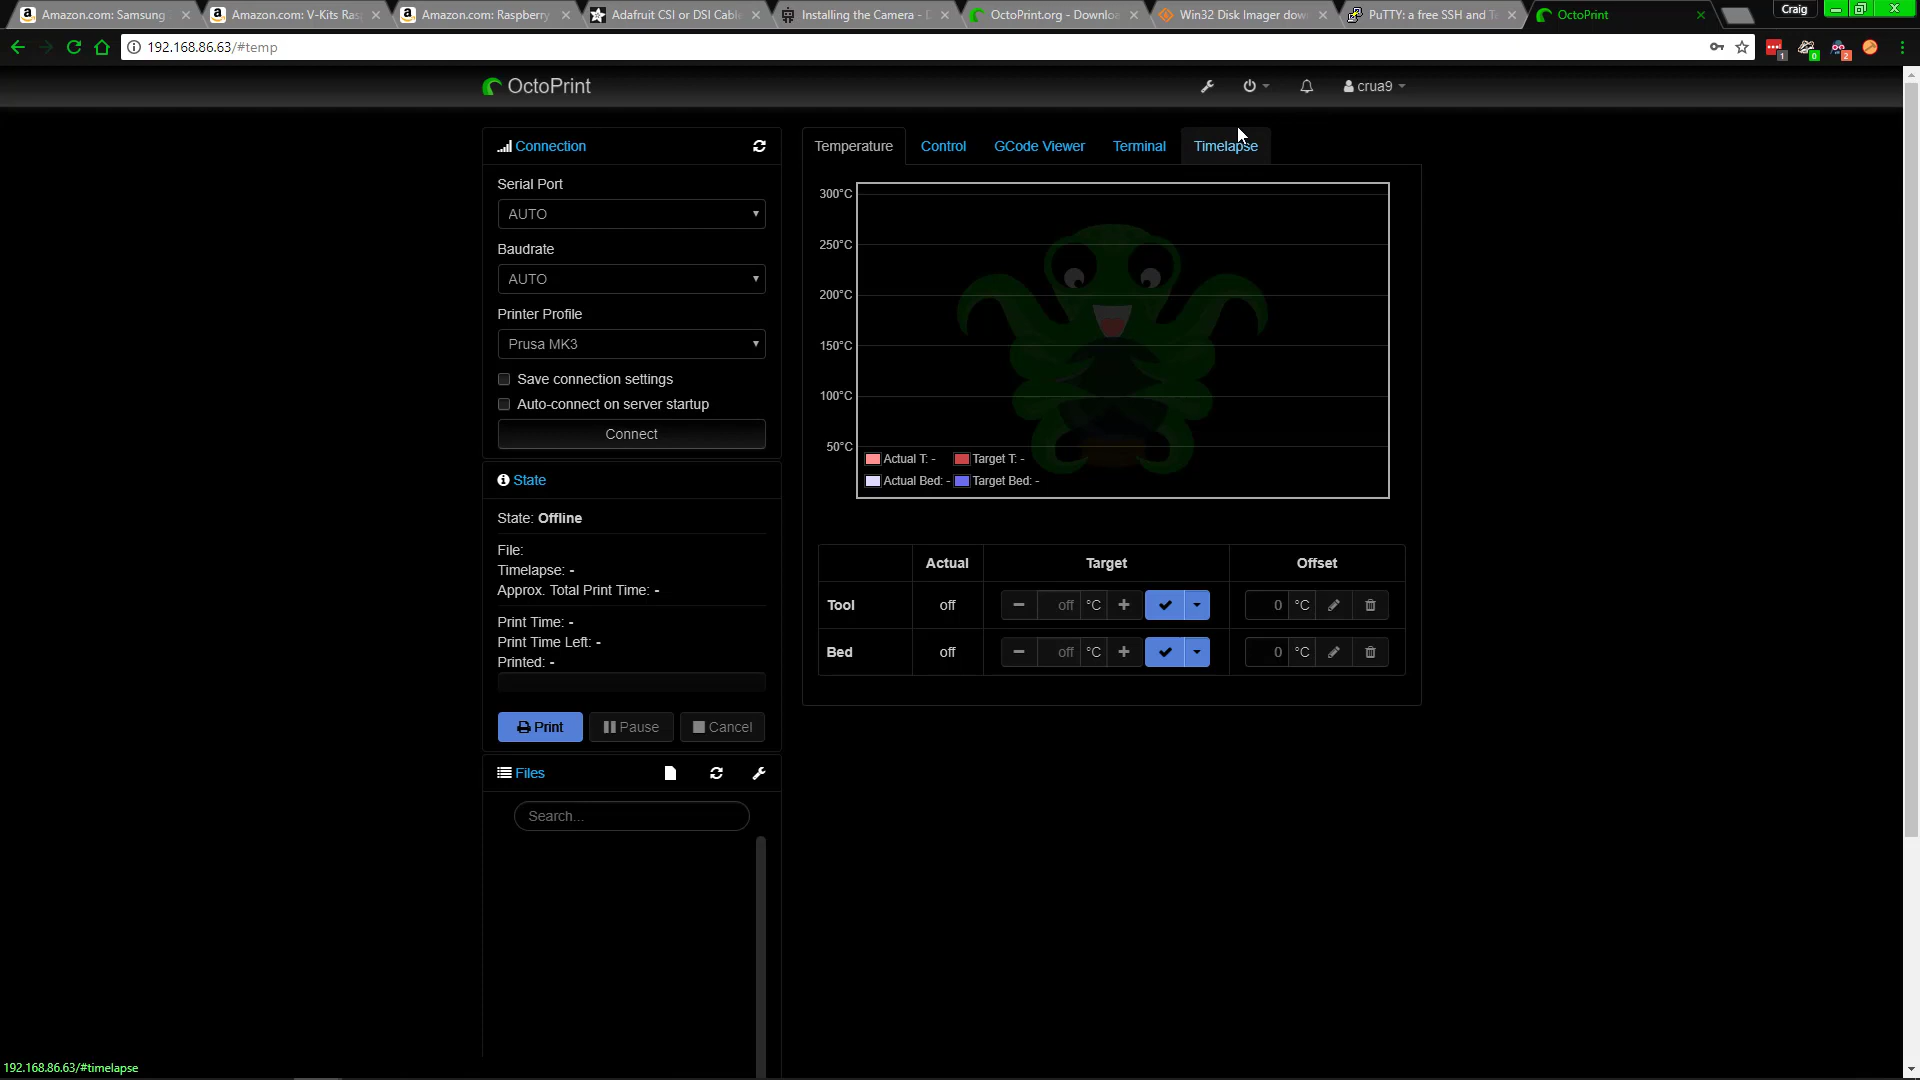 Amazon.com: Samsung
Amazon.com: V-Kits Ras
Amazon.com: Raspberry
Adafruit CSI or DSI Cabl
Installing the Camera - D
OctoPrint.org - Downloa
Win32 Disk Imager dow
PuTTY: a free SSH and T
OctoPrint
Craig
192.168.86.63/#temp
1
0
2
OctoPrint
crua9
Connection
Serial Port
AUTO
Baudrate
AUTO
Printer Profile
Prusa MK3
Save connection settings
Auto-connect on server startup
Connect
State
State: Offline
File:
Timelapse: -
Approx. Total Print Time: -
Print Time: -
Print Time Left: -
Printed: -
Print Pause Cancel
Files
Search...
Temperature Control GCode Viewer Terminal Timelapse
300°C
250°C
200°C
150°C
100°C
50°C
Actual T: - Target T: -
Actual Bed: - Target Bed: -
Actual Target Offset
Tool off off °C 0 °C
Bed off off °C 0 °C
192.168.86.63/#timelapse